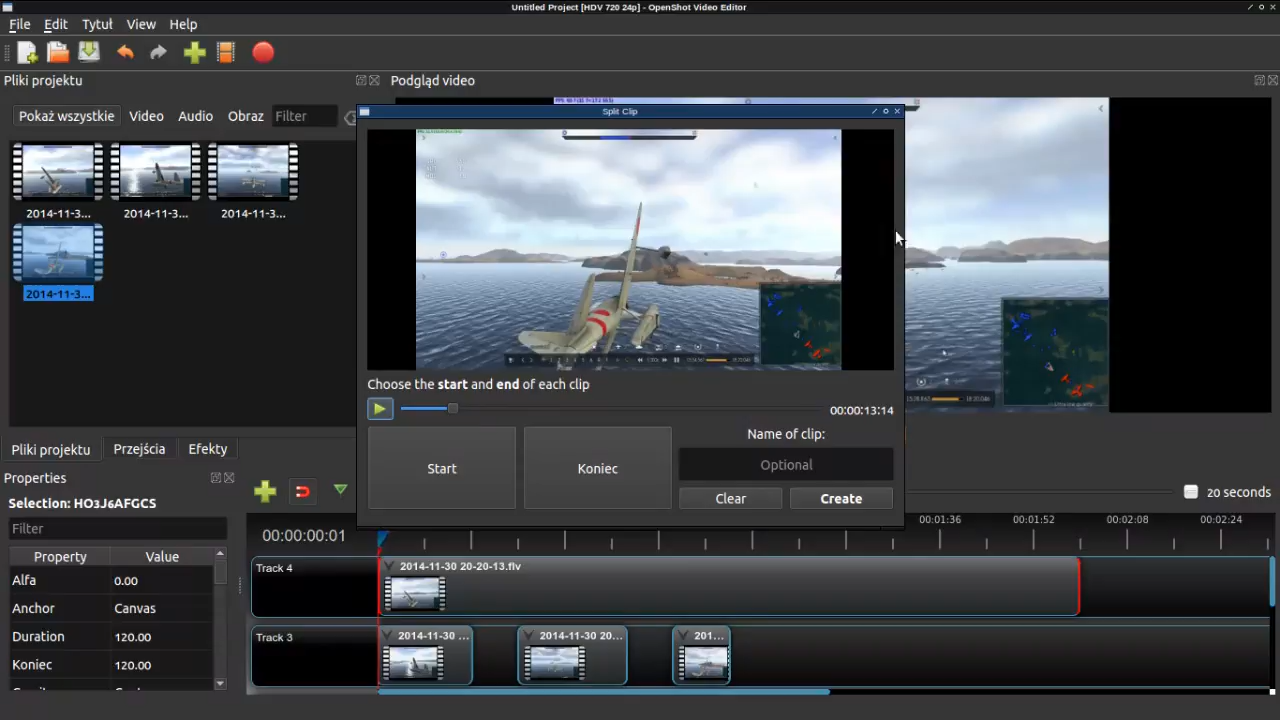 Untitled Project [HDV 720 24p] - OpenShot Video Editor
File Edit Tytuł View Help
Pliki projektu
Podgląd video
Pokaż wszystkie Video Audio Obraz Filter
Split Clip
2014-11-3... 2014-11-3... 2014-11-3...
2014-11-3...
Choose the start and end of each clip
00:00:13:14
Start
Koniec
Name of clip:
Optional
Clear
Create
Pliki projektu Przejścia Efekty
Properties
Selection: HO3J6AFGCS
Filter
Property Value
Alfa 0.00
Anchor Canvas
Duration 120.00
Koniec 120.00
20 seconds
00:00:00:01
00:01:36 00:01:52 00:02:08 00:02:24
Track 4
2014-11-30 20-20-13.flv
Track 3
2014-11-30 ... 2014-11-30 20... 201...